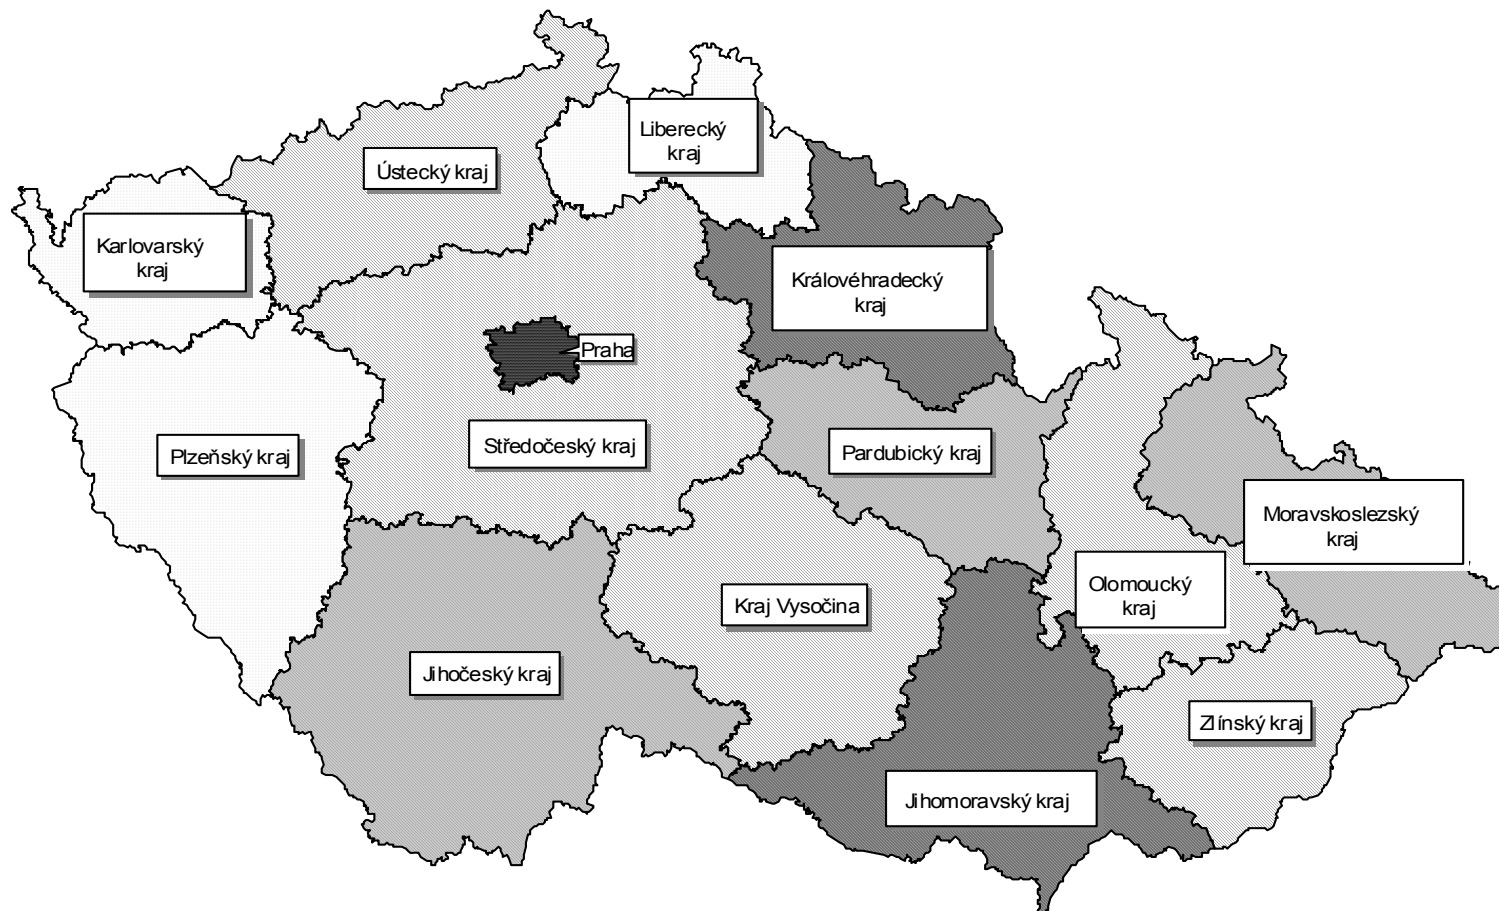 Liberecký
kraj
Ústecký kraj
Karlovarský
kraj
Královéhradecký
kraj
Praha
Plzeňský kraj
Středočeský kraj
Pardubický kraj
Moravskoslezský
kraj
Olomoucký
kraj
Kraj Vysočina
Jihočeský kraj
Zlínský kraj
Jihomoravský kraj